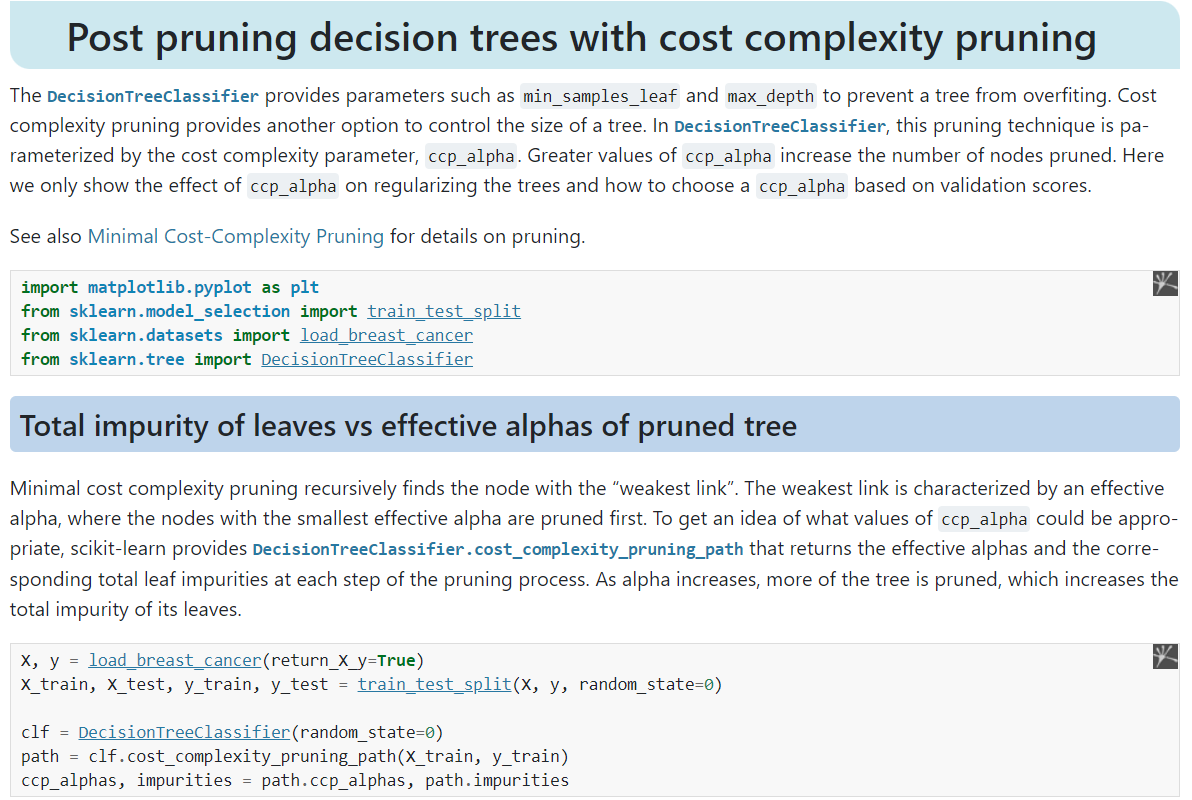 Post pruning decision trees with cost complexity pruning
The DecisionTreeClassifier provides parameters such as min_samples_leaf and max_depth to prevent a tree from overfiting. Cost
complexity pruning provides another option to control the size of a tree. In DecisionTreeClassifier, this pruning technique is pa-
rameterized by the cost complexity parameter, ccp_alpha. Greater values of ccp_alpha increase the number of nodes pruned. Here
we only show the effect of ccp_alpha on regularizing the trees and how to choose a ccp_alpha based on validation scores.
See also Minimal Cost-Complexity Pruning for details on pruning.
import matplotlib.pyplot as plt
from sklearn.model_selection import train_test_split
from sklearn.datasets import load_breast_cancer
from sklearn.tree import DecisionTreeClassifier
Total impurity of leaves vs effective alphas of pruned tree
Minimal cost complexity pruning recursively finds the node with the “weakest link”. The weakest link is characterized by an effective
alpha, where the nodes with the smallest effective alpha are pruned first. To get an idea of what values of ccp_alpha could be appro-
priate, scikit-learn provides DecisionTreeClassifier.cost_complexity_pruning_path that returns the effective alphas and the corre-
sponding total leaf impurities at each step of the pruning process. As alpha increases, more of the tree is pruned, which increases the
total impurity of its leaves.
X, y = load_breast_cancer(return_X_y=True)
X_train, X_test, y_train, y_test = train_test_split(X, y, random_state=0)
clf = DecisionTreeClassifier(random_state=0)
path = clf.cost_complexity_pruning_path(X_train, y_train)
ccp_alphas, impurities = path.ccp_alphas, path.impurities